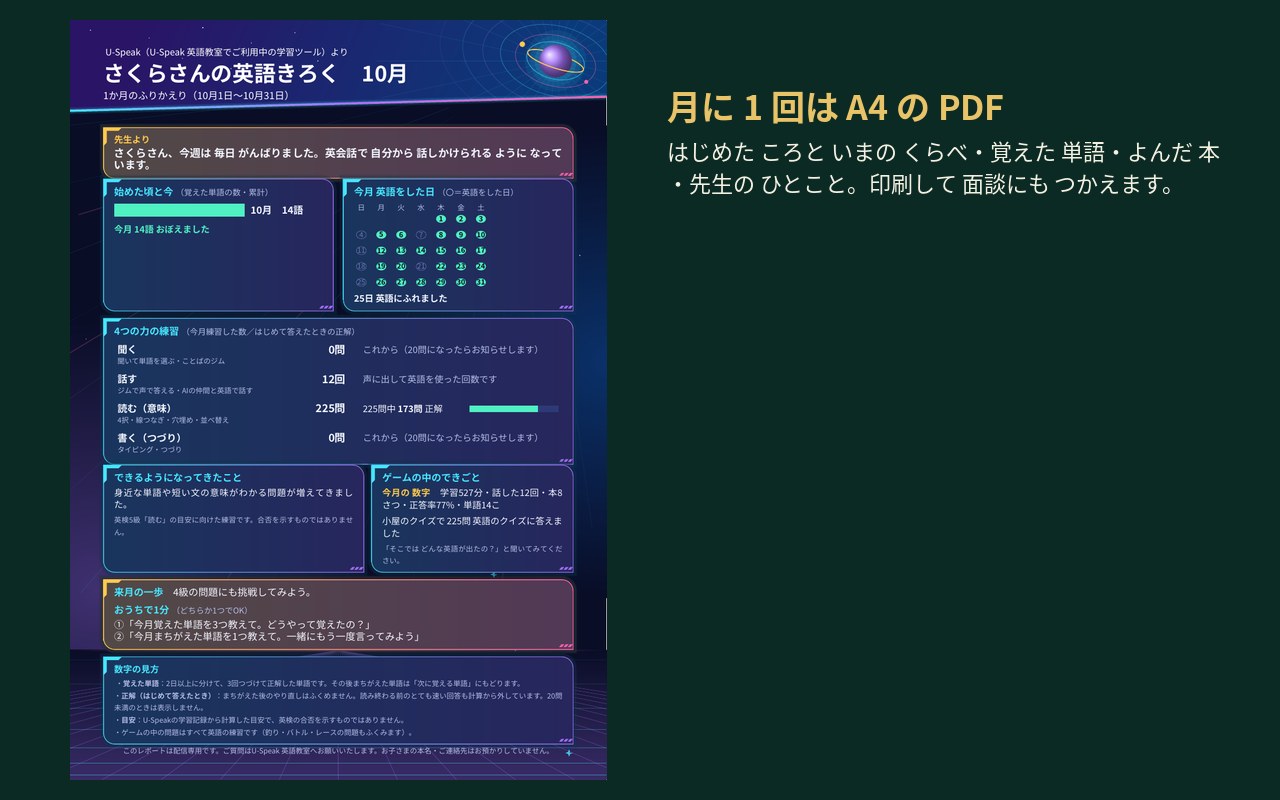 U-Speak（U-Speak 英語教室でご利用中の学習ツール）より
さくらさんの英語きろく　10月
1か月のふりかえり（10月1日〜10月31日）
先生より
さくらさん、今週は 毎日 がんばりました。英会話で 自分から 話しかけられる ように なって
います。
始めた頃と今（覚えた単語の数・累計）
10月　14語
今月 14語 おぼえました
今月 英語をした日（〇＝英語をした日）
日 月 火 水 木 金 土
1 2 3
4 5 6 7 8 9 10
11 12 13 14 15 16 17
18 19 20 21 22 23 24
25 26 27 28 29 30 31
25日 英語にふれました
4つの力の練習（今月練習した数／はじめて答えたときの正解）
聞く 0問 これから（20問になったらお知らせします）
聞いて単語を選ぶ・ことばのジム
話す 12回 声に出して英語を使った回数です
ジムで声で答える・AIの仲間と英語で話す
読む（意味） 225問 225問中 173問 正解
4択・線つなぎ・穴埋め・並べ替え
書く（つづり） 0問 これから（20問になったらお知らせします）
タイピング・つづり
できるようになってきたこと
身近な単語や短い文の意味がわかる問題が増えてきまし
た。
英検5級「読む」の目安に向けた練習です。合否を示すものではありませ
ん。
ゲームの中のできごと
今月の 数字　学習527分・話した12回・本8
さつ・正答率77%・単語14こ
小屋のクイズで 225問 英語のクイズに答えま
した
「そこでは どんな英語が出たの？」と聞いてみてくだ
さい。
来月の一歩　4級の問題にも挑戦してみよう。
おうちで1分（どちらか1つでOK）
①「今月覚えた単語を3つ教えて。どうやって覚えたの？」
②「今月まちがえた単語を1つ教えて。一緒にもう一度言ってみよう」
数字の見方
・覚えた単語：2日以上に分けて、3回つづけて正解した単語です。その後まちがえた単語は「次に覚える単語」にもどります。
・正解（はじめて答えたとき）：まちがえた後のやり直しはふくめません。読み終わる前のとても速い回答も計算から外しています。20問
未満のときは表示しません。
・目安：U-Speakの学習記録から計算した目安で、英検の合否を示すものではありません。
・ゲームの中の問題はすべて英語の練習です（釣り・バトル・レースの問題もふくみます）。
このレポートは配信専用です。ご質問はU-Speak 英語教室へお願いいたします。お子さまの本名・ご連絡先はお預かりしていません。
月に 1 回は A4 の PDF
はじめた ころと いまの くらべ・覚えた 単語・よんだ 本
・先生の ひとこと。印刷して 面談にも つかえます。